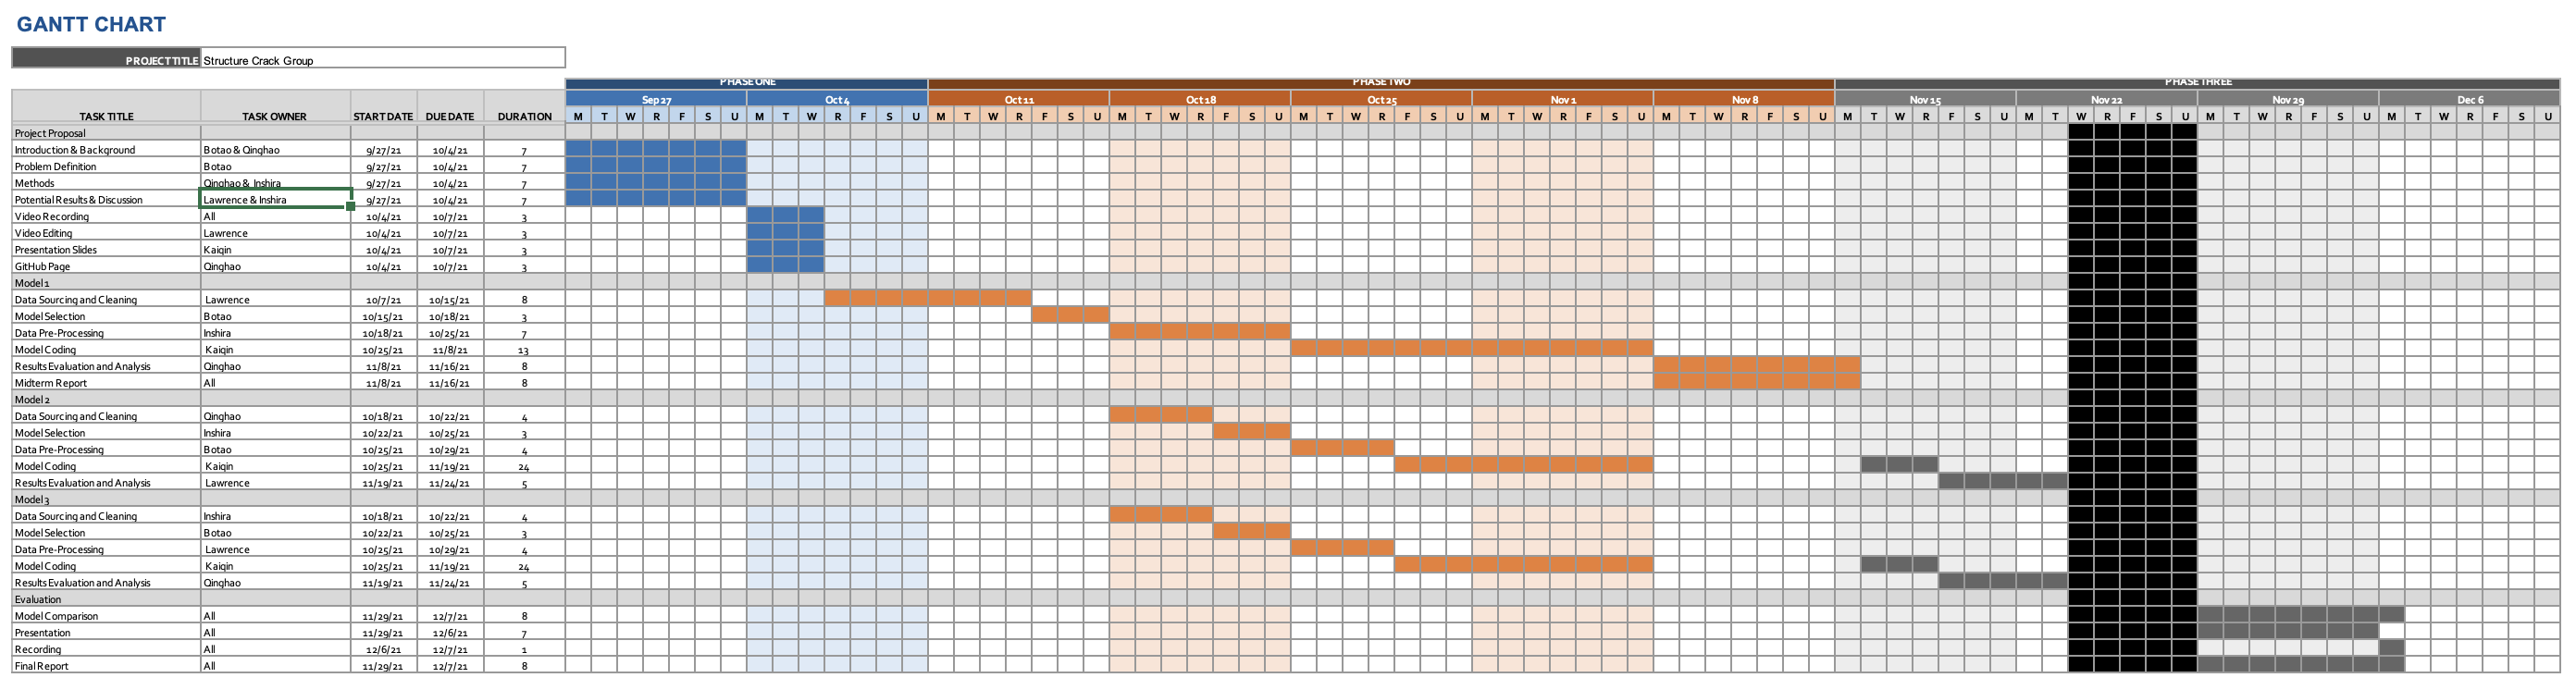 GANTT CHART
PROJECT TITLE Structure Crack Group
PHASE ONE PHASE TWO PHASE THREE
Sep 27 Oct 4 Oct 11 Oct 18 Oct 25 Nov 1 Nov 8 Nov 15 Nov 22 Nov 29 Dec 6
TASK TITLE TASK OWNER START DATE DUE DATE DURATION M T W R F S U M T W R F S U M T W R F S U M T W R F S U M T W R F S U M T W R F S U M T W R F S U M T W R F S U M T W R F S U M T W R F S U M T W R F S U
Project Proposal
Introduction & Background Botao & Qinghao 9/27/21 10/4/21 7
Problem Definition Botao 9/27/21 10/4/21 7
Methods Qinghao & Inshira 9/27/21 10/4/21 7
Potential Results & Discussion Lawrence & Inshira 9/27/21 10/4/21 7
Video Recording All 10/4/21 10/7/21 3
Video Editing Lawrence 10/4/21 10/7/21 3
Presentation Slides Kaiqin 10/4/21 10/7/21 3
GitHub Page Qinghao 10/4/21 10/7/21 3
Model 1
Data Sourcing and Cleaning Lawrence 10/7/21 10/15/21 8
Model Selection Botao 10/15/21 10/18/21 3
Data Pre-Processing Inshira 10/18/21 10/25/21 7
Model Coding Kaiqin 10/25/21 11/8/21 13
Results Evaluation and Analysis Qinghao 11/8/21 11/16/21 8
Midterm Report All 11/8/21 11/16/21 8
Model 2
Data Sourcing and Cleaning Qinghao 10/18/21 10/22/21 4
Model Selection Inshira 10/22/21 10/25/21 3
Data Pre-Processing Botao 10/25/21 10/29/21 4
Model Coding Kaiqin 10/25/21 11/19/21 24
Results Evaluation and Analysis Lawrence 11/19/21 11/24/21 5
Model 3
Data Sourcing and Cleaning Inshira 10/18/21 10/22/21 4
Model Selection Botao 10/22/21 10/25/21 3
Data Pre-Processing Lawrence 10/25/21 10/29/21 4
Model Coding Kaiqin 10/25/21 11/19/21 24
Results Evaluation and Analysis Qinghao 11/19/21 11/24/21 5
Evaluation
Model Comparison All 11/29/21 12/7/21 8
Presentation All 11/29/21 12/6/21 7
Recording All 12/6/21 12/7/21 1
Final Report All 11/29/21 12/7/21 8